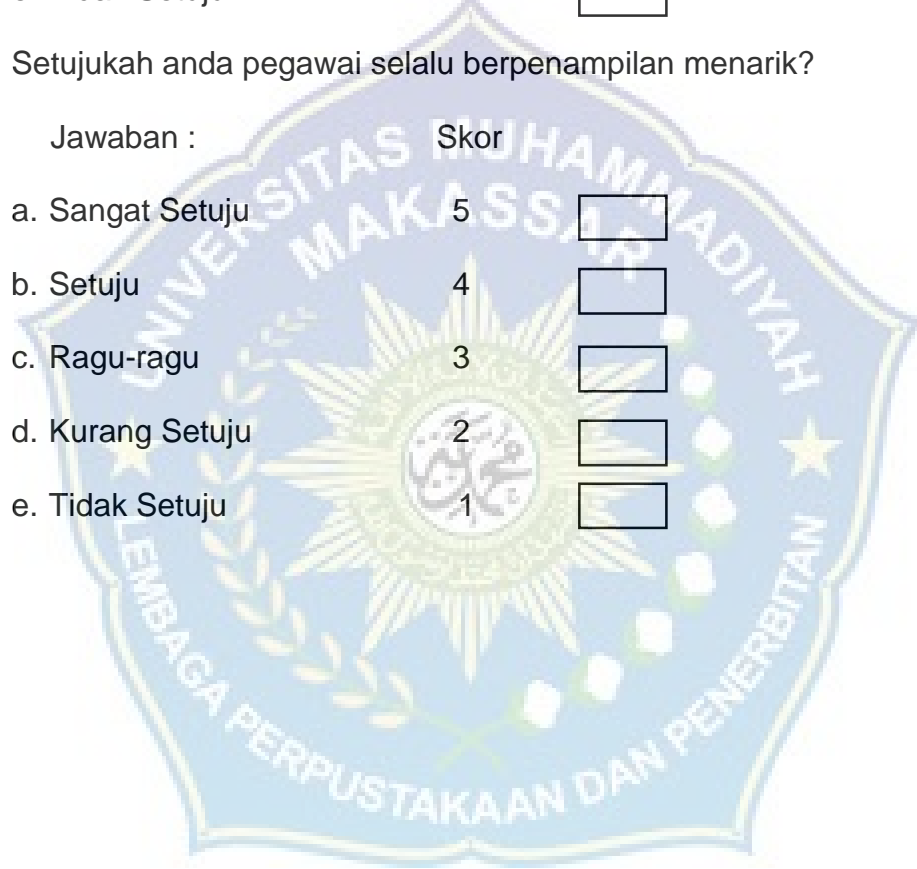 Setujukah anda pegawai selalu berpenampilan menarik?
Jawaban : Skor
a. Sangat Setuju 5
b. Setuju 4
c. Ragu-ragu 3
d. Kurang Setuju 2
e. Tidak Setuju 1
UNIVERSITAS MUHAMMADIYAH
MAKASSAR
LEMBAGA PERPUSTAKAAN DAN PENERBITAN